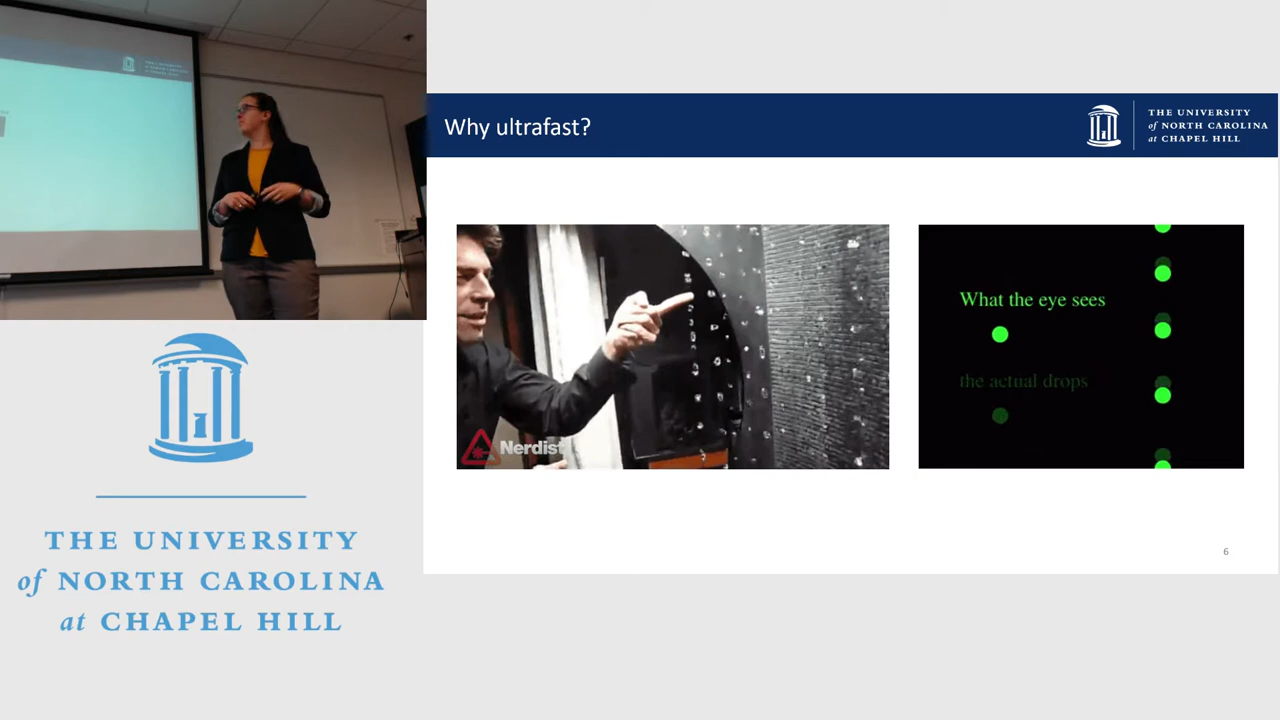 Why ultrafast?
THE UNIVERSITY
of NORTH CAROLINA
at CHAPEL HILL
What the eye sees
the actual drops
Nerdist
6
THE UNIVERSITY
of NORTH CAROLINA
at CHAPEL HILL